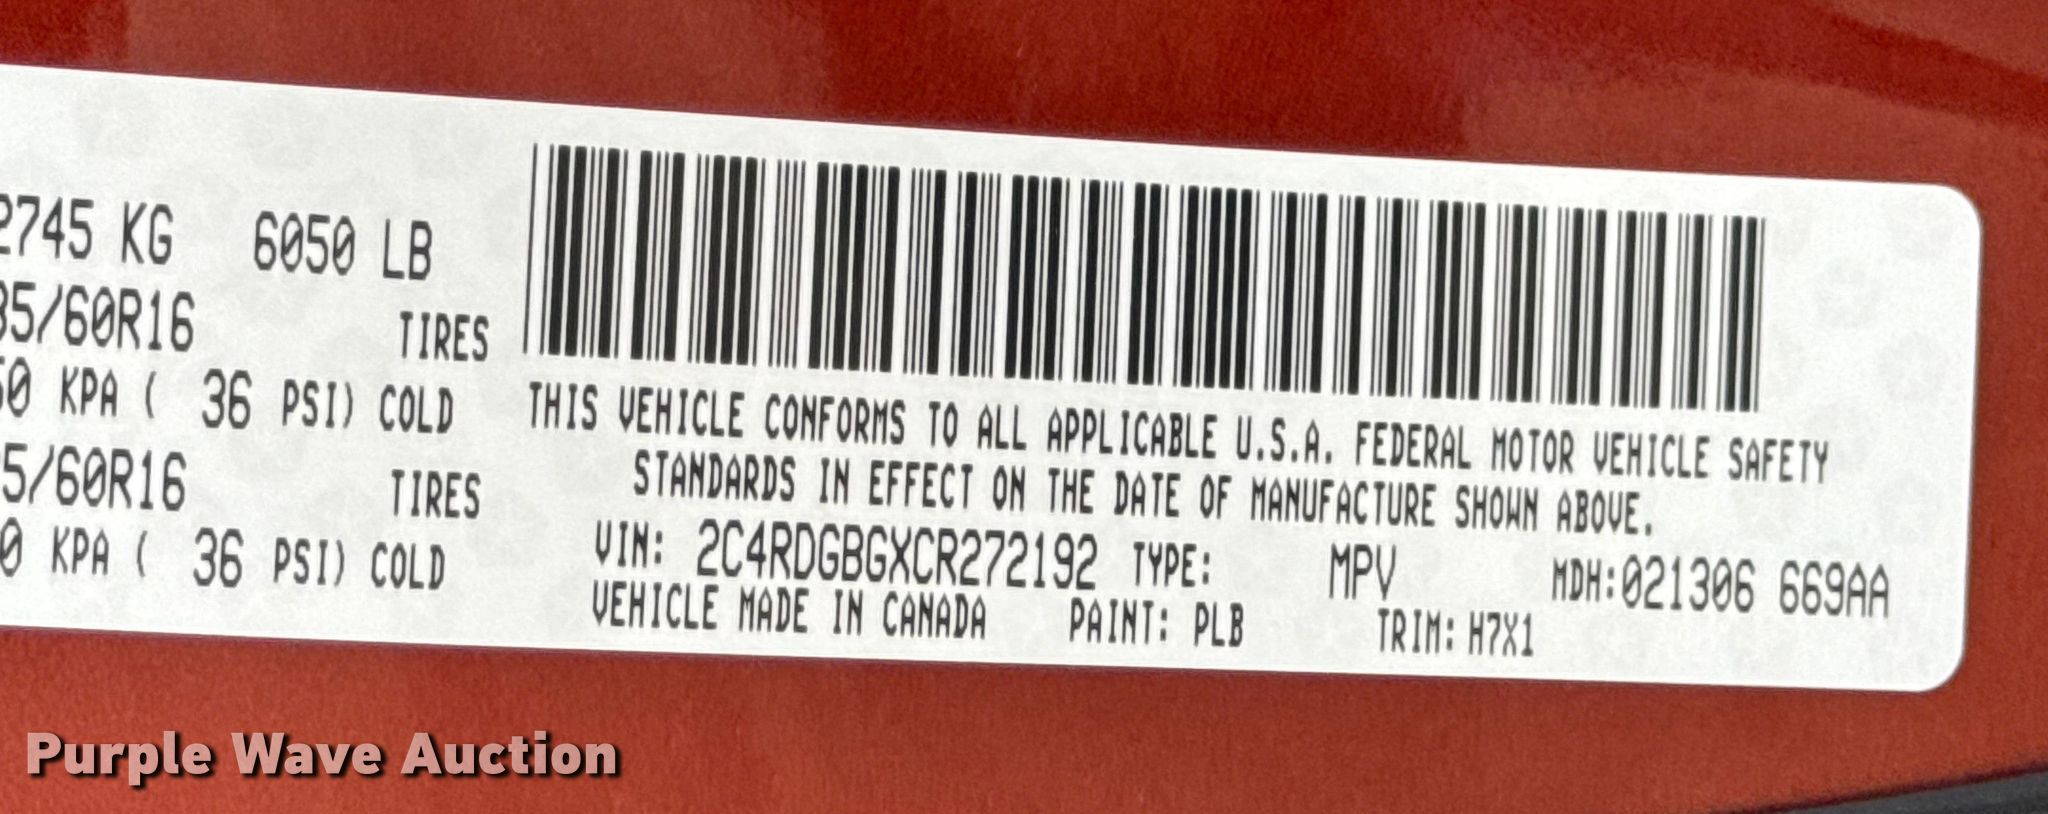 2745 KG 6050 LB
5/60R16 TIRES
0 KPA ( 36 PSI) COLD
5/60R16 TIRES
0 KPA ( 36 PSI) COLD
THIS VEHICLE CONFORMS TO ALL APPLICABLE U.S.A. FEDERAL MOTOR VEHICLE SAFETY
STANDARDS IN EFFECT ON THE DATE OF MANUFACTURE SHOWN ABOVE.
VIN: 2C4RDGBGXCR272192 TYPE: MPV MDH:021306 669AA
VEHICLE MADE IN CANADA PAINT: PLB TRIM: H7X1
Purple Wave Auction